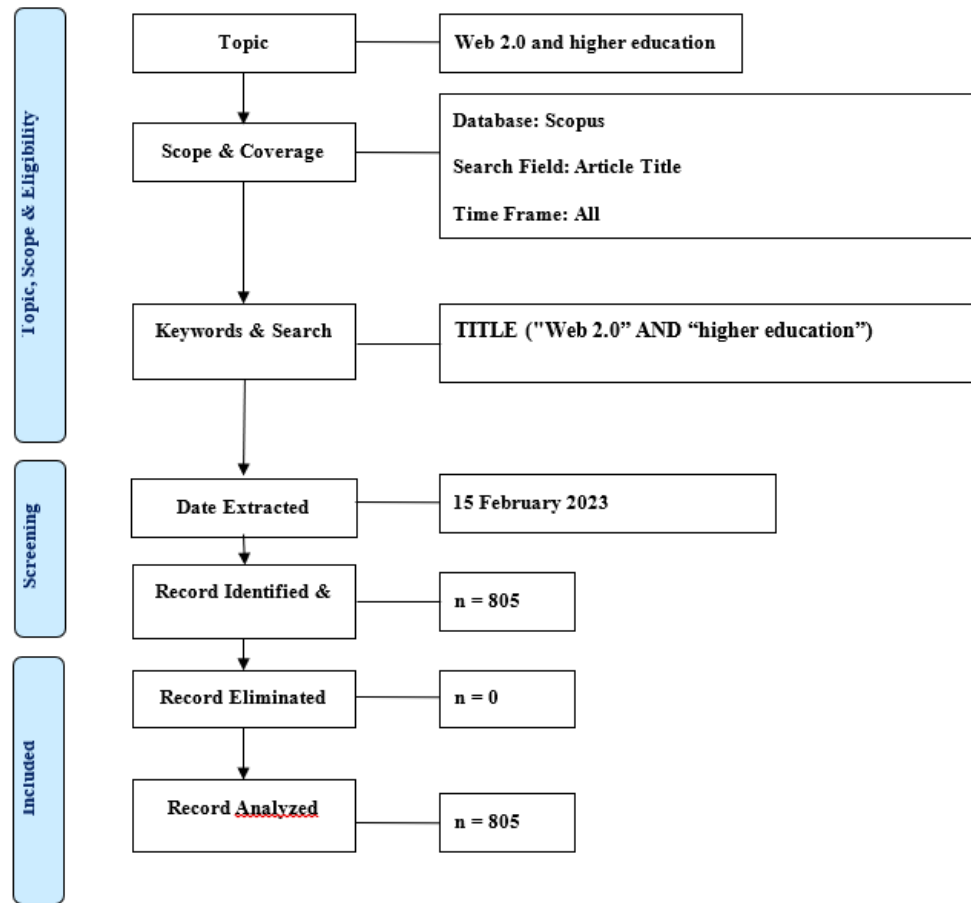 Topic, Scope & Eligibility
Topic
Web 2.0 and higher education
Scope & Coverage
Database: Scopus
Search Field: Article Title
Time Frame: All
Keywords & Search
TITLE ("Web 2.0” AND “higher education”)
Screening
Date Extracted
15 February 2023
Record Identified &
n = 805
Included
Record Eliminated
n = 0
Record Analyzed
n = 805